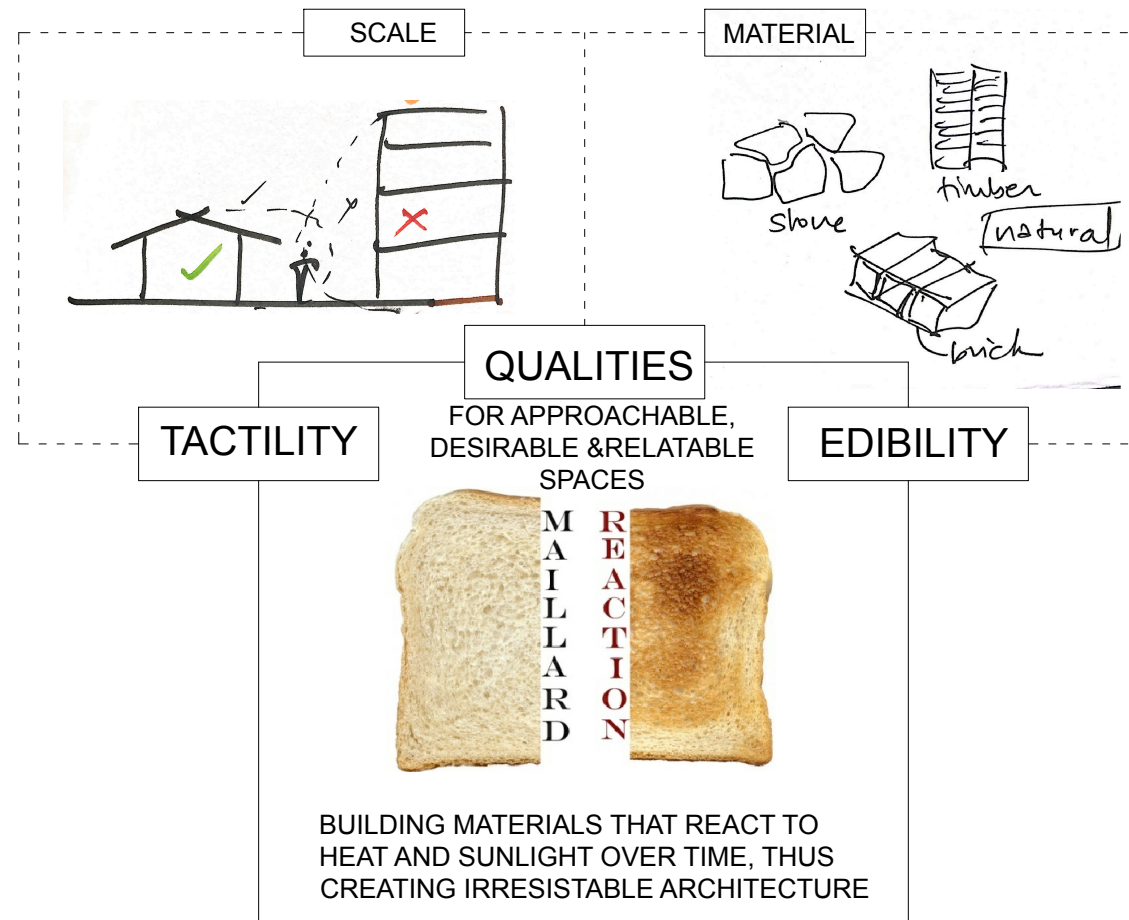 SCALE
MATERIAL
timber
stone
natural
brick
QUALITIES
FOR APPROACHABLE,
DESIRABLE &RELATABLE
SPACES
TACTILITY
EDIBILITY
MAILLARD
REACTION
BUILDING MATERIALS THAT REACT TO
HEAT AND SUNLIGHT OVER TIME, THUS
CREATING IRRESISTABLE ARCHITECTURE